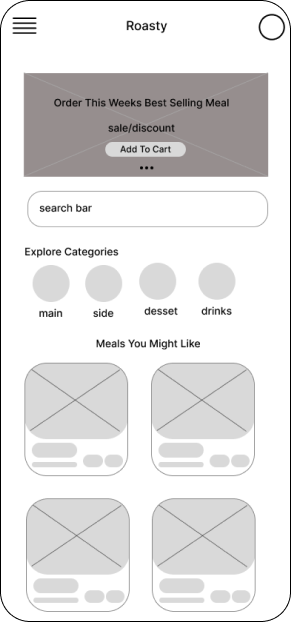 Roasty
Order This Weeks Best Selling Meal
sale/discount
Add To Cart
search bar
Explore Categories
main side desset drinks
Meals You Might Like